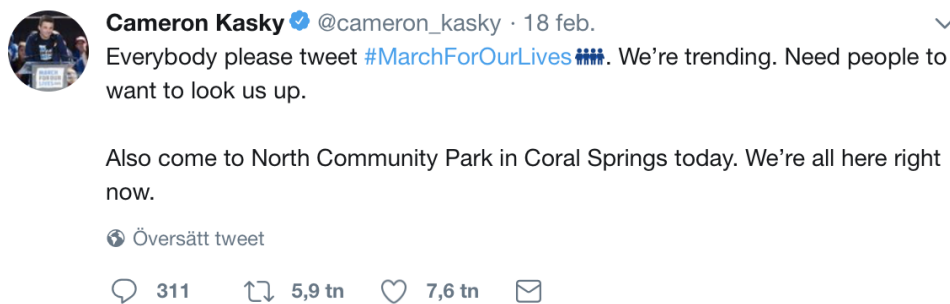 Cameron Kasky @cameron_kasky · 18 feb.
Everybody please tweet #MarchForOurLives. We’re trending. Need people to
want to look us up.
Also come to North Community Park in Coral Springs today. We’re all here right
now.
Översätt tweet
311 5,9 tn 7,6 tn